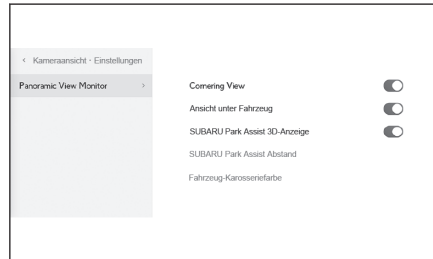 Kameraansicht · Einstellungen
Panoramic View Monitor
Cornering View
Ansicht unter Fahrzeug
SUBARU Park Assist 3D-Anzeige
SUBARU Park Assist Abstand
Fahrzeug-Karosseriefarbe